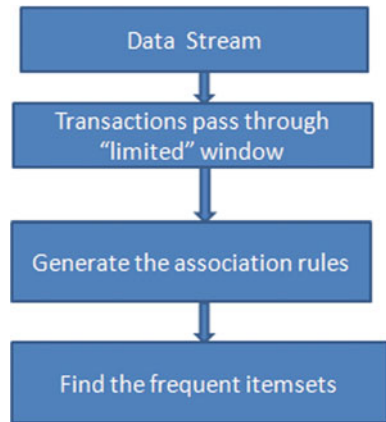 Data Stream
Transactions pass through
“limited” window
Generate the association rules
Find the frequent itemsets